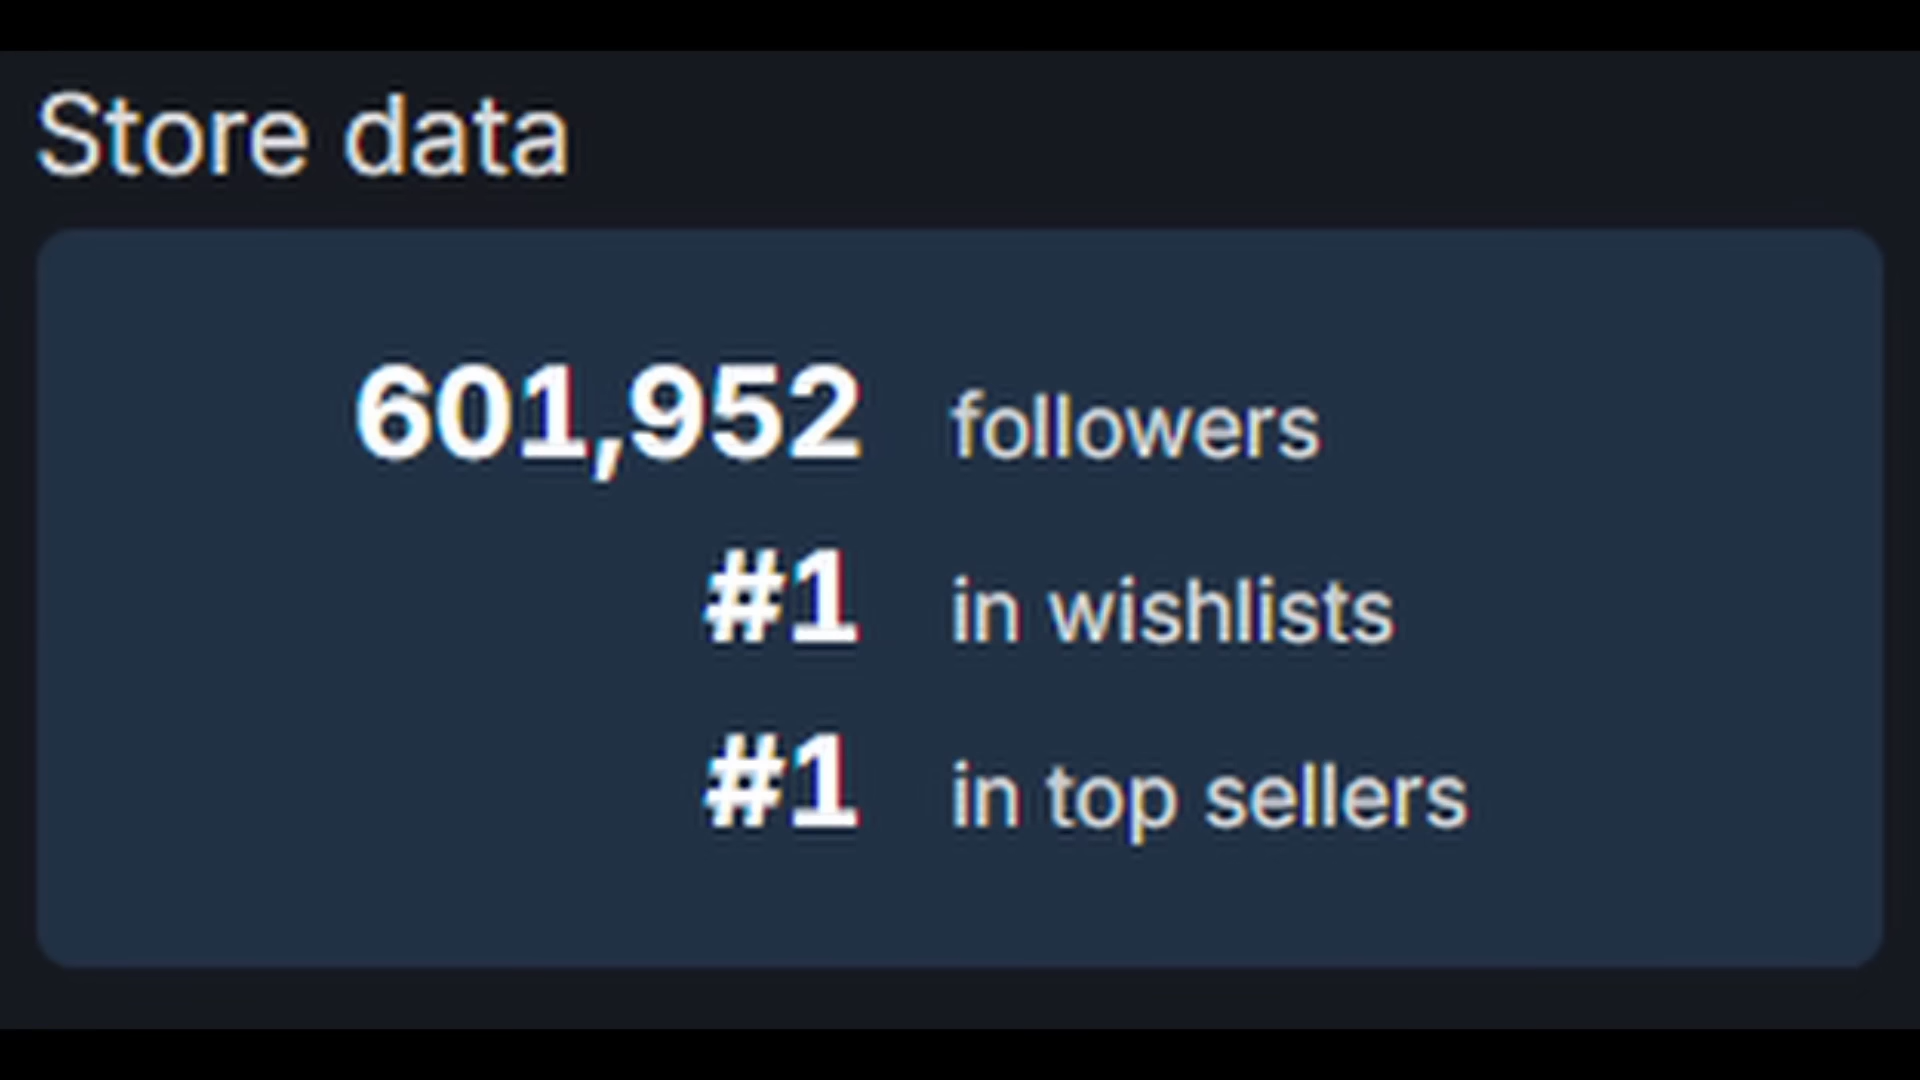 Store data
601,952 followers
#1 in wishlists
#1 in top sellers